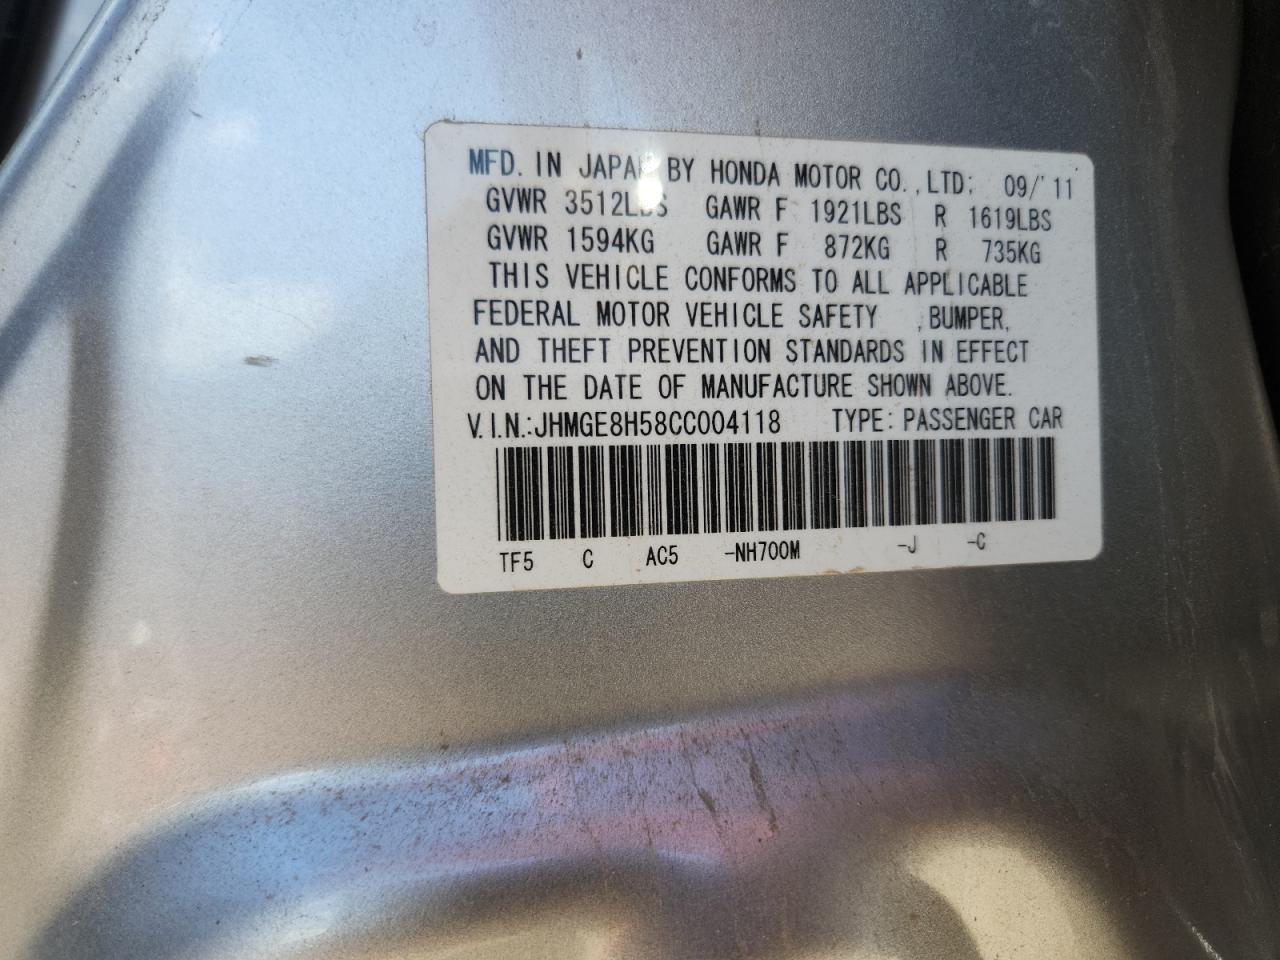 MFD. IN JAPAN BY HONDA MOTOR CO., LTD; 09/'11
GVWR 3512LBS GAWR F 1921LBS R 1619LBS
GVWR 1594KG GAWR F 872KG R 735KG
THIS VEHICLE CONFORMS TO ALL APPLICABLE
FEDERAL MOTOR VEHICLE SAFETY ,BUMPER,
AND THEFT PREVENTION STANDARDS IN EFFECT
ON THE DATE OF MANUFACTURE SHOWN ABOVE.
V.I.N.:JHMGE8H58CC004118 TYPE: PASSENGER CAR
TF5 C AC5 -NH700M -J -C